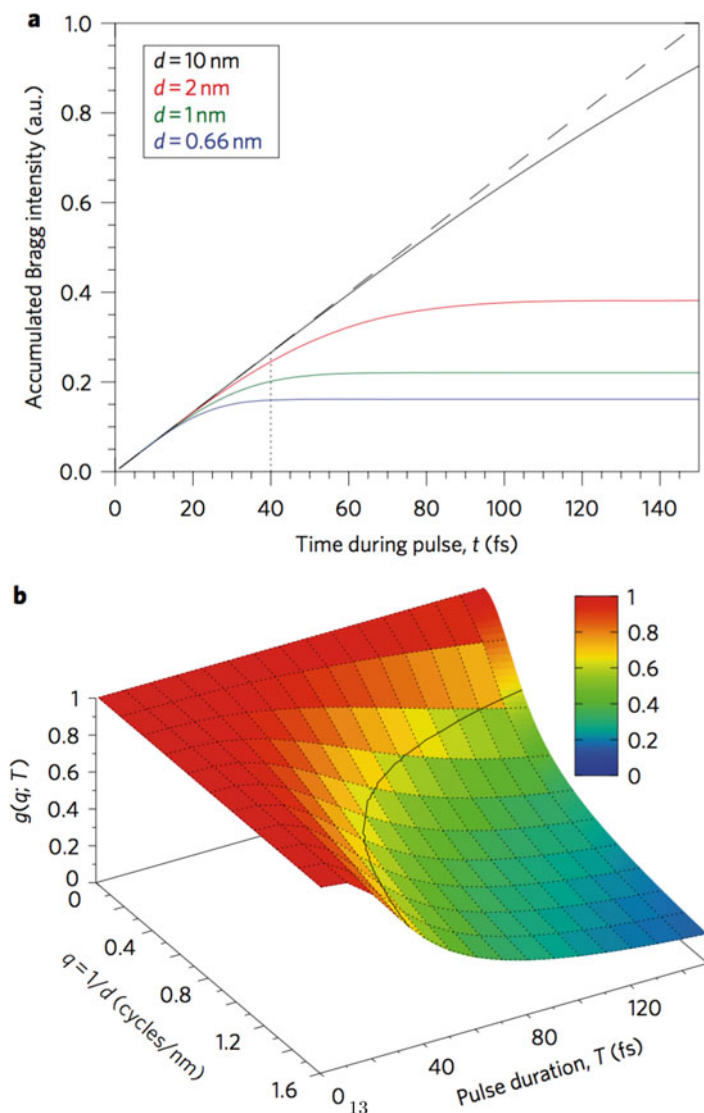 a
1.0
0.8
0.6
0.4
0.2
0.0
Accumulated Bragg intensity (a.u.)
d = 10 nm
d = 2 nm
d = 1 nm
d = 0.66 nm
0 20 40 60 80 100 120 140
Time during pulse, t (fs)
b
1
0.8
0.6
0.4
0.2
0
g(q; T)
1
0.8
0.6
0.4
0.2
0
0
0.4
0.8
1.2
1.6
q = 1/d (cycles/nm)
0 13
40
80
120
Pulse duration, T (fs)